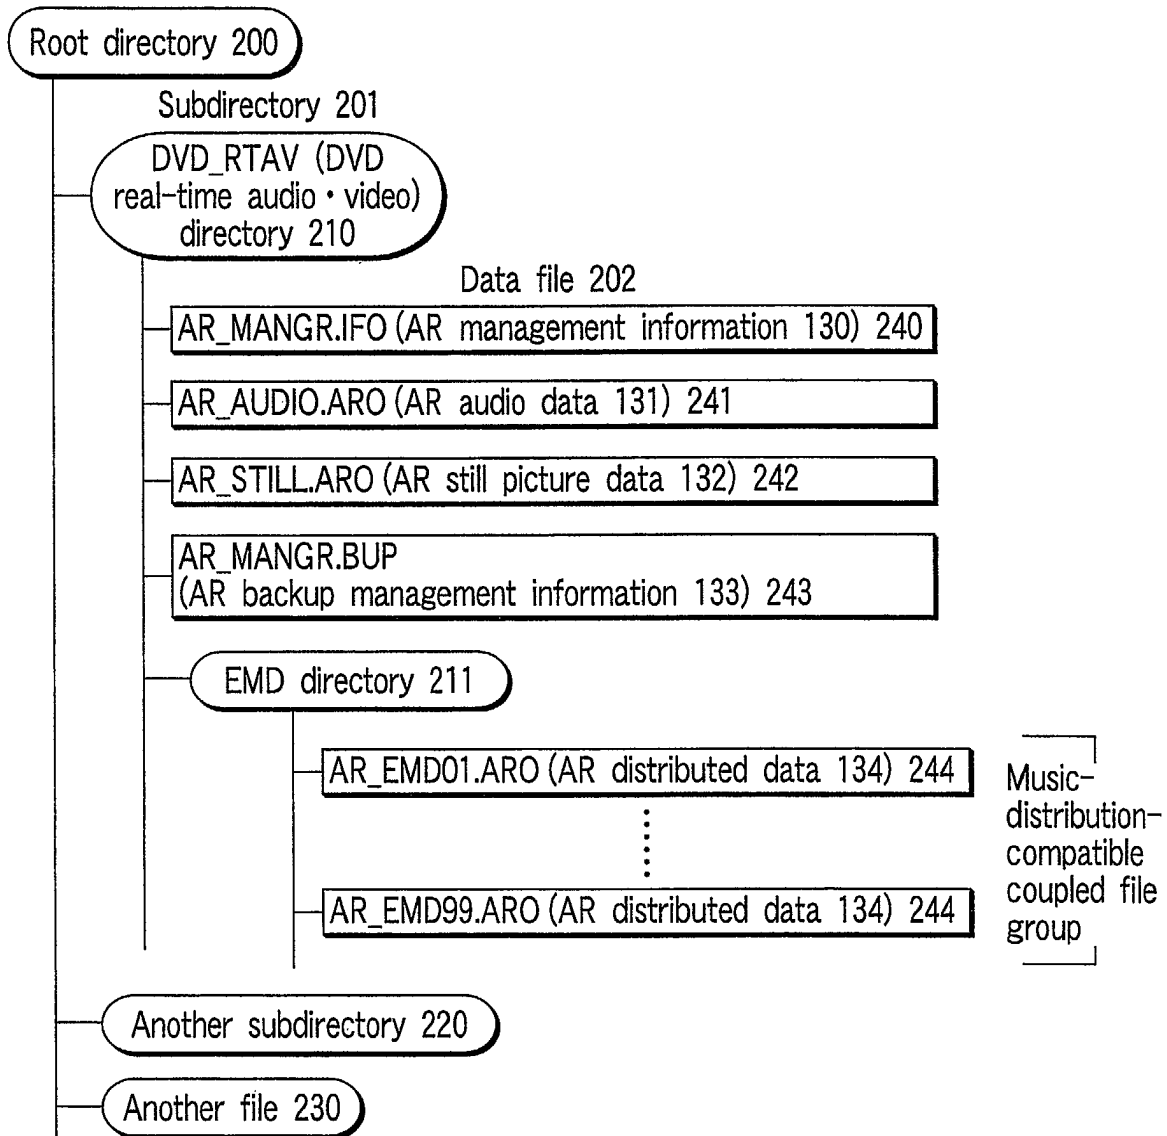 Root directory 200
Subdirectory 201
DVD_RTAV (DVD
real-time audio・video)
directory 210
Data file 202
AR_MANGR.IFO (AR management information 130) 240
AR_AUDIO.ARO (AR audio data 131) 241
AR_STILL.ARO (AR still picture data 132) 242
AR_MANGR.BUP
(AR backup management information 133) 243
EMD directory 211
AR_EMD01.ARO (AR distributed data 134) 244
AR_EMD99.ARO (AR distributed data 134) 244
Music-
distribution-
compatible
coupled file
group
Another subdirectory 220
Another file 230